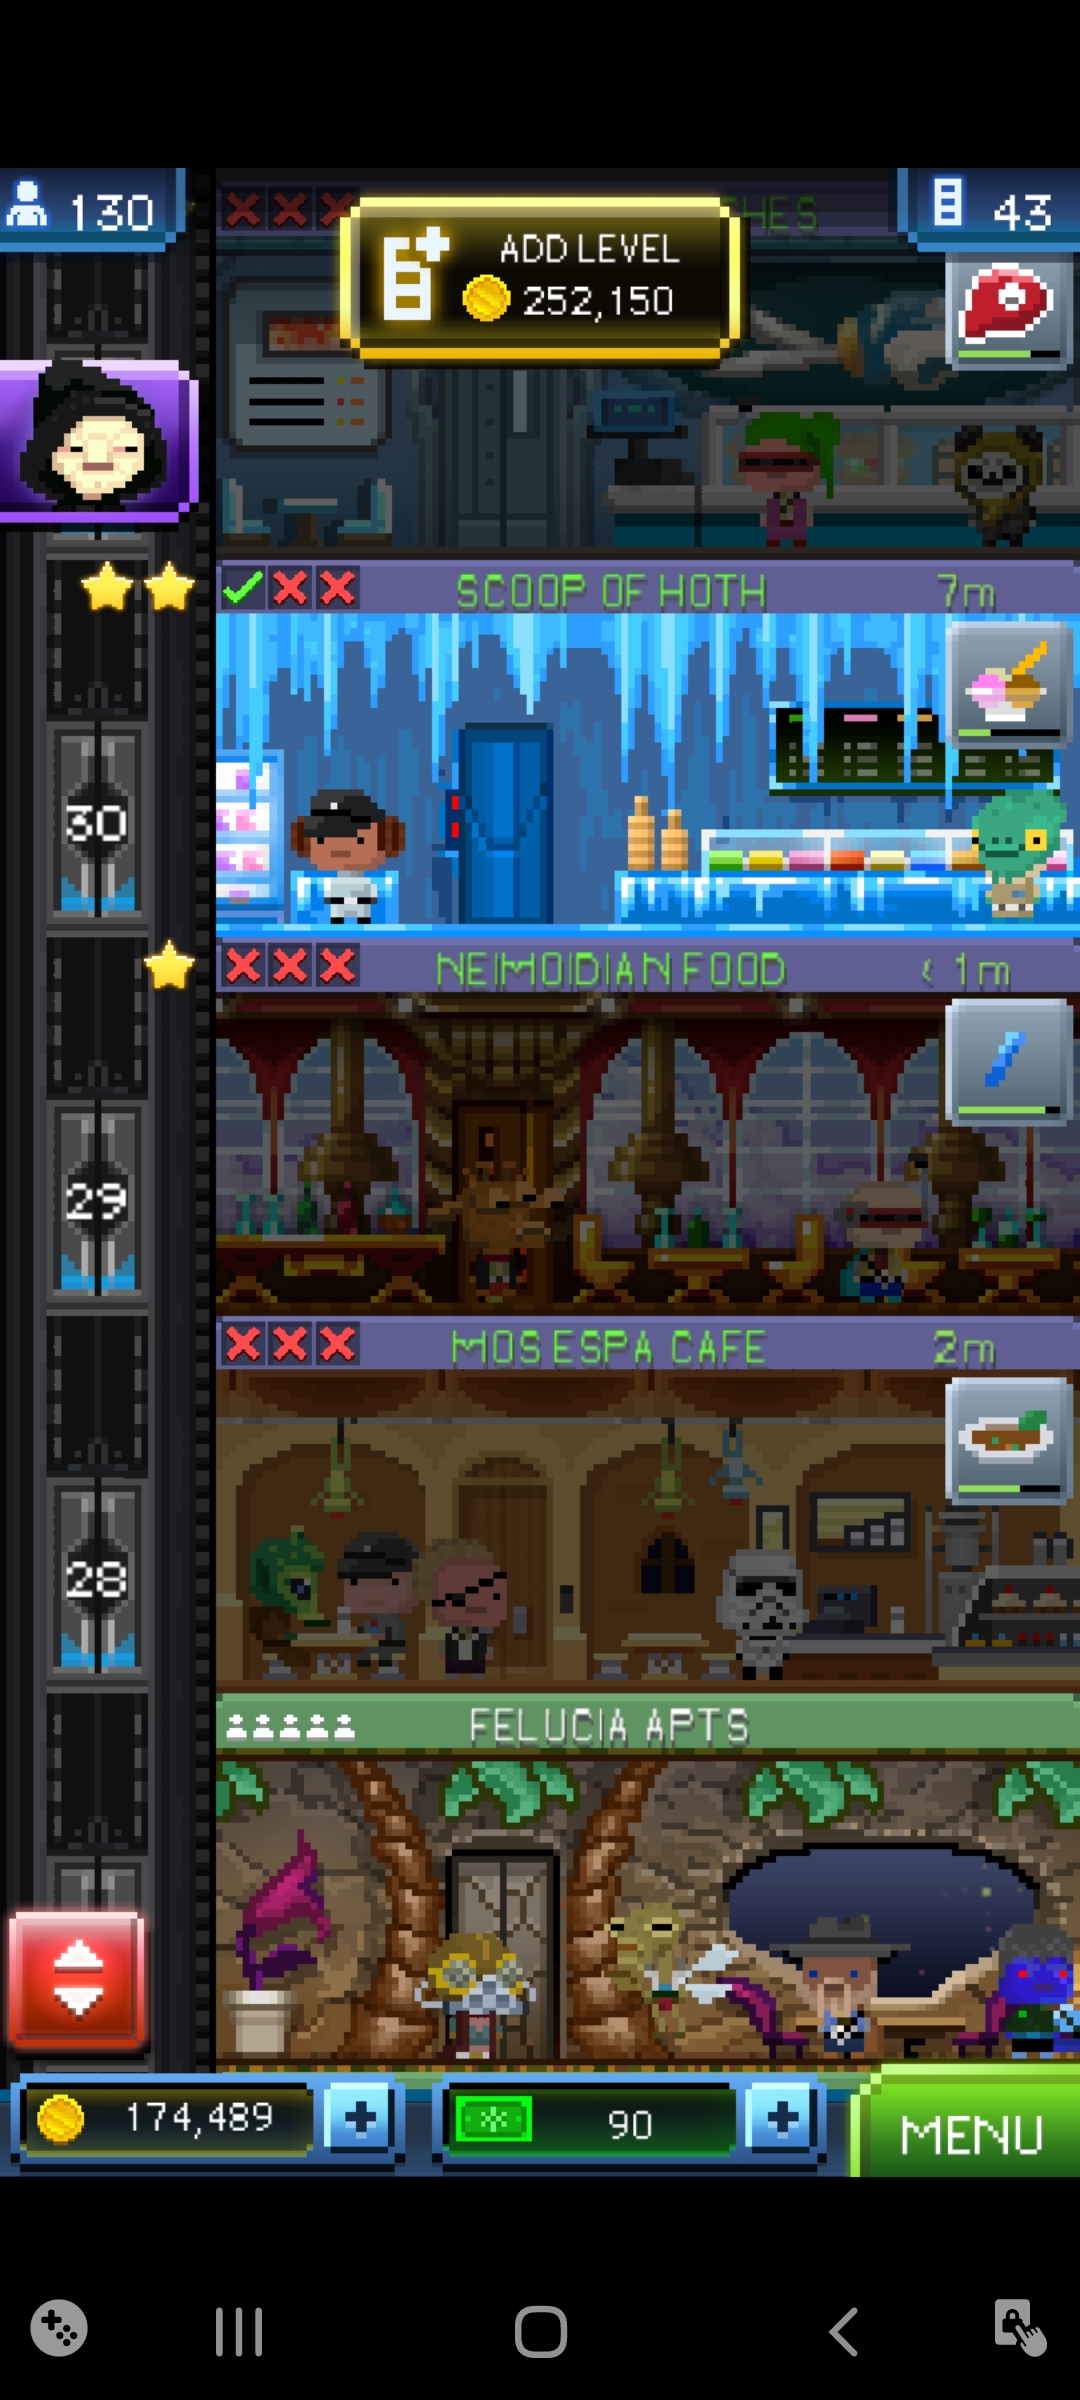 130
HES
43
ADD LEVEL
252,150
SCOOP OF HOTH 7m
30
NEIMOIDIAN FOOD < 1m
29
MOS ESPA CAFE 2m
28
FELUCIA APTS
174,489
90
MENU